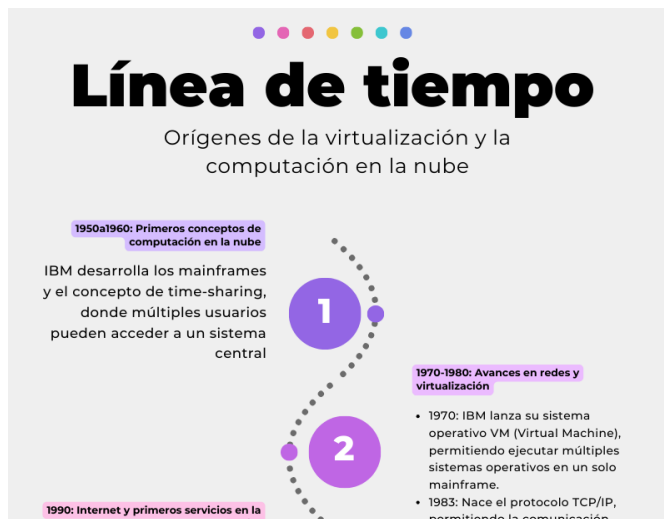 Línea de tiempo
Orígenes de la virtualización y la
computación en la nube
1950a1960: Primeros conceptos de
computación en la nube
IBM desarrolla los mainframes
y el concepto de time-sharing,
donde múltiples usuarios
pueden acceder a un sistema
central
1
1970-1980: Avances en redes y
virtualización
• 1970: IBM lanza su sistema
operativo VM (Virtual Machine),
permitiendo ejecutar múltiples
sistemas operativos en un solo
mainframe.
• 1983: Nace el protocolo TCP/IP,
permitiendo la comunicación
2
1990: Internet y primeros servicios en la